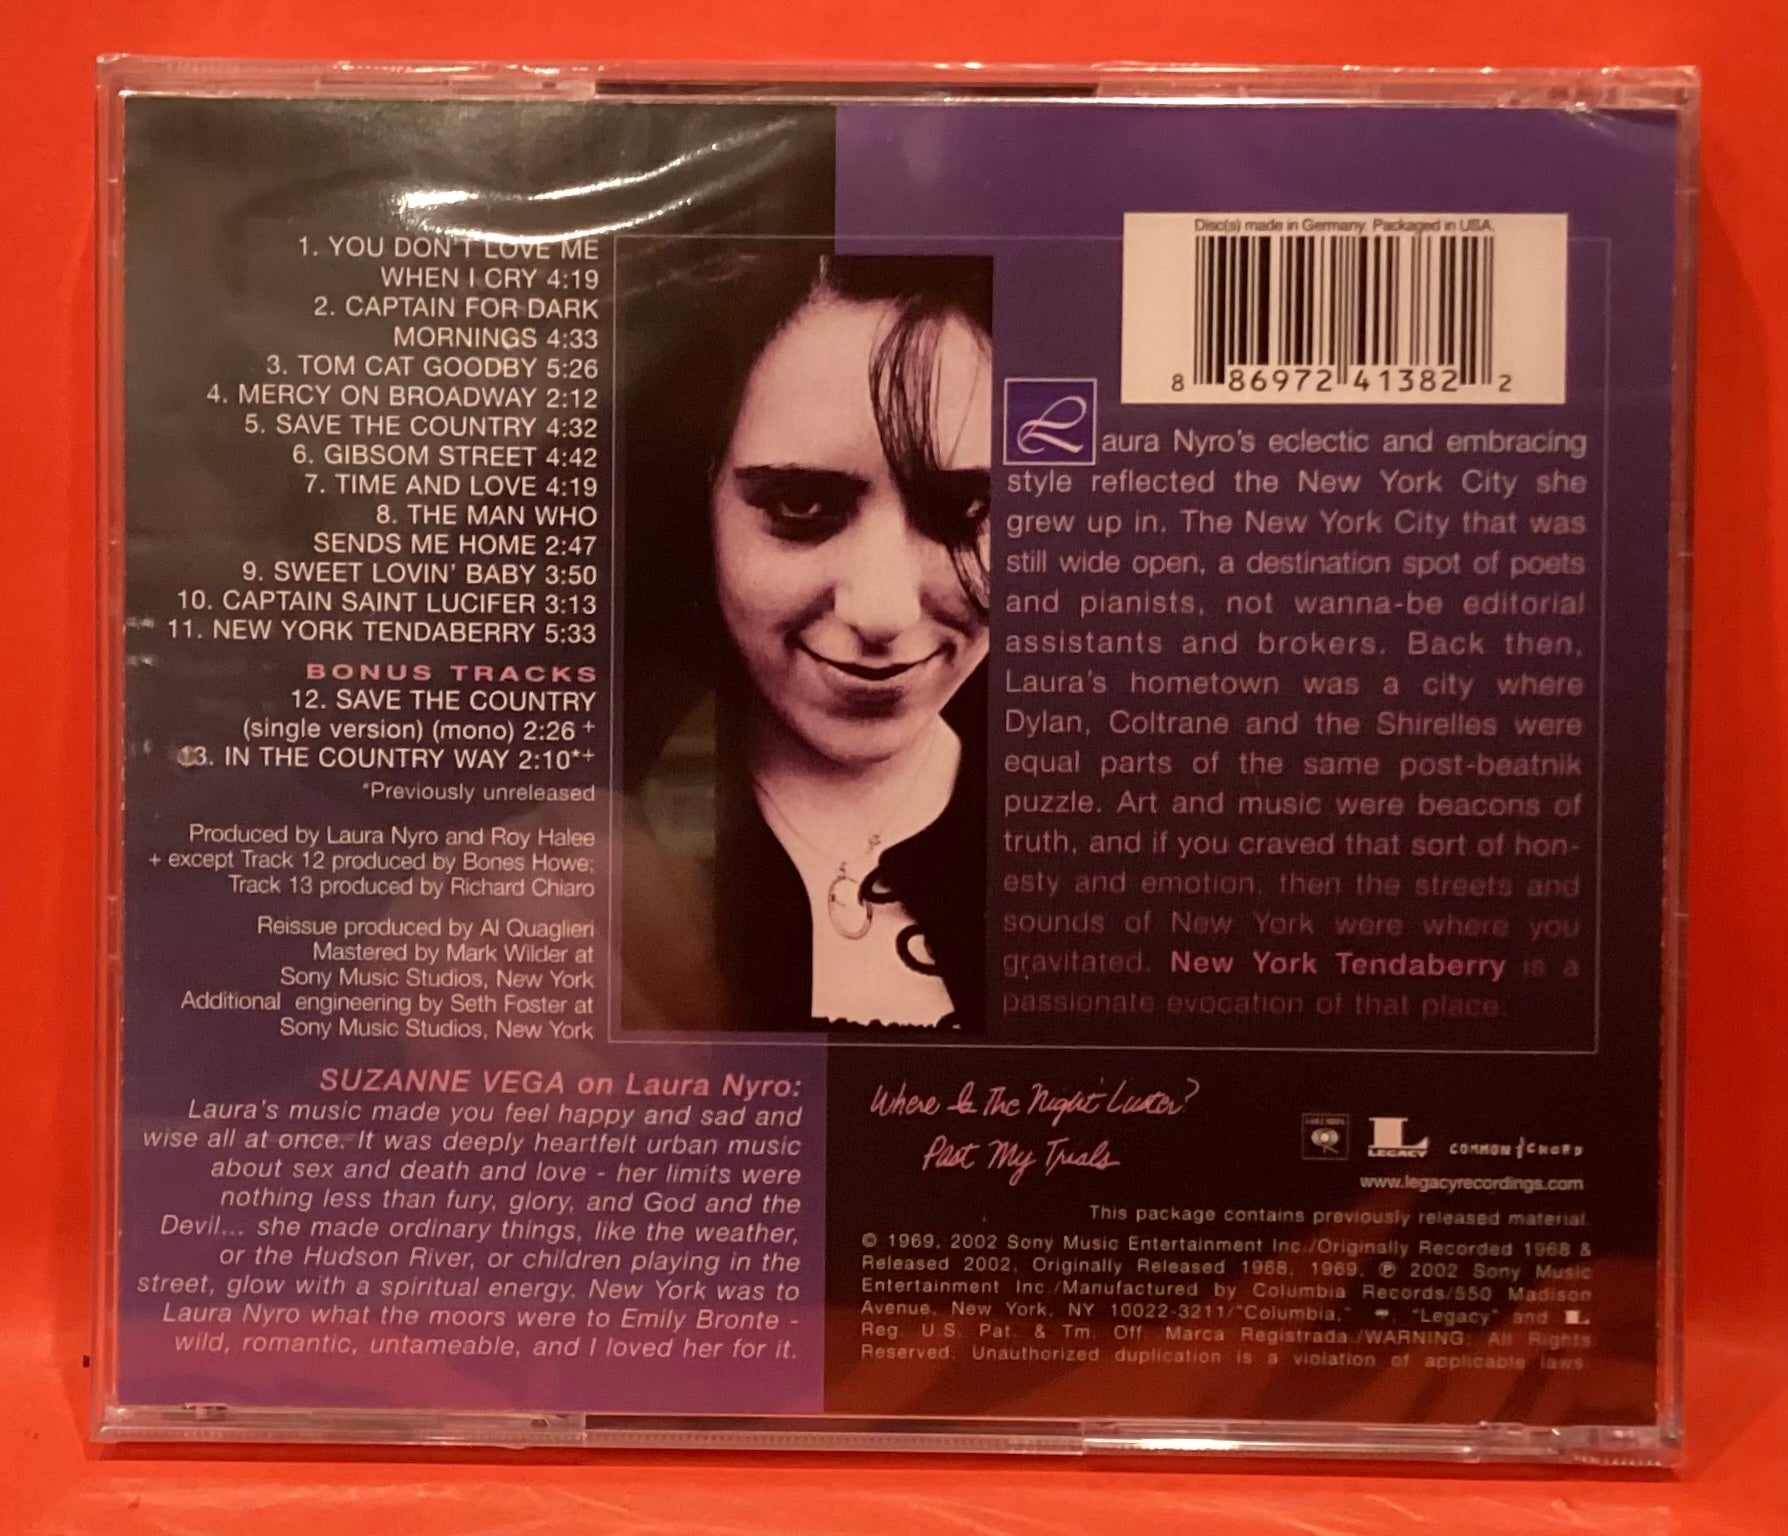 1. YOU DON'T LOVE ME
WHEN I CRY 4:19
2. CAPTAIN FOR DARK
MORNINGS 4:33
3. TOM CAT GOODBY 5:26
4. MERCY ON BROADWAY 2:12
5. SAVE THE COUNTRY 4:32
6. GIBSOM STREET 4:42
7. TIME AND LOVE 4:19
8. THE MAN WHO
SENDS ME HOME 2:47
9. SWEET LOVIN' BABY 3:50
10. CAPTAIN SAINT LUCIFER 3:13
11. NEW YORK TENDABERRY 5:33
BONUS TRACKS
12. SAVE THE COUNTRY
(single version) (mono) 2:26 +
13. IN THE COUNTRY WAY 2:10*+
*Previously unreleased
Produced by Laura Nyro and Roy Halee
+ except Track 12 produced by Bones Howe;
Track 13 produced by Richard Chiaro
Reissue produced by Al Quaglieri
Mastered by Mark Wilder at
Sony Music Studios, New York
Additional engineering by Seth Foster at
Sony Music Studios, New York
SUZANNE VEGA on Laura Nyro:
Laura's music made you feel happy and sad and
wise all at once. It was deeply heartfelt urban music
about sex and death and love - her limits were
nothing less than fury, glory, and God and the
Devil... she made ordinary things, like the weather,
or the Hudson River, or children playing in the
street, glow with a spiritual energy. New York was to
Laura Nyro what the moors were to Emily Bronte -
wild, romantic, untameable, and I loved her for it.
Disc(s) made in Germany. Packaged in USA.
8 86972 41382 2
Laura Nyro's eclectic and embracing
style reflected the New York City she
grew up in. The New York City that was
still wide open, a destination spot of poets
and pianists, not wanna-be editorial
assistants and brokers. Back then,
Laura's hometown was a city where
Dylan, Coltrane and the Shirelles were
equal parts of the same post-beatnik
puzzle. Art and music were beacons of
truth, and if you craved that sort of hon-
esty and emotion, then the streets and
sounds of New York were where you
gravitated. New York Tendaberry is a
passionate evocation of that place.
Where Is The Night Luster?
Past My Trials
COLUMBIA
L LEGACY
COMMON CHORD
www.legacyrecordings.com
This package contains previously released material.
© 1969, 2002 Sony Music Entertainment Inc./Originally Recorded 1968 &
Released 2002, Originally Released 1968, 1969, ℗ 2002 Sony Music
Entertainment Inc./Manufactured by Columbia Records/550 Madison
Avenue, New York, NY 10022-3211/"Columbia," , "Legacy" and L
Reg. U.S. Pat. & Tm. Off. Marca Registrada./WARNING: All Rights
Reserved. Unauthorized duplication is a violation of applicable laws.